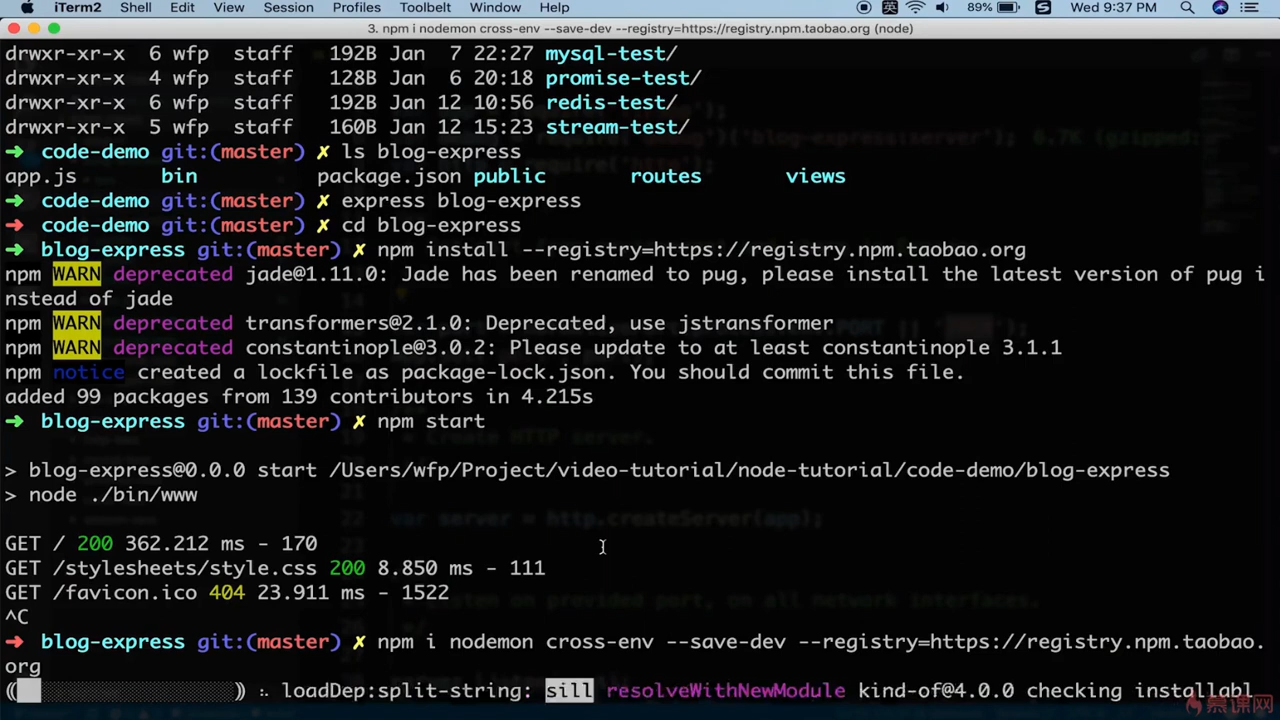 iTerm2 Shell Edit View Session Profiles Toolbelt Window Help 英 89% S Wed 9:37 PM
3. npm i nodemon cross-env --save-dev --registry=https://registry.npm.taobao.org (node)
drwxr-xr-x 6 wfp staff 192B Jan 7 22:27 mysql-test/
drwxr-xr-x 4 wfp staff 128B Jan 6 20:18 promise-test/
drwxr-xr-x 6 wfp staff 192B Jan 12 10:56 redis-test/
drwxr-xr-x 5 wfp staff 160B Jan 12 15:23 stream-test/
➜ code-demo git:(master) ✗ ls blog-express
app.js bin package.json public routes views
➜ code-demo git:(master) ✗ express blog-express
➜ code-demo git:(master) ✗ cd blog-express
➜ blog-express git:(master) ✗ npm install --registry=https://registry.npm.taobao.org
npm WARN deprecated jade@1.11.0: Jade has been renamed to pug, please install the latest version of pug i
nstead of jade
npm WARN deprecated transformers@2.1.0: Deprecated, use jstransformer
npm WARN deprecated constantinople@3.0.2: Please update to at least constantinople 3.1.1
npm notice created a lockfile as package-lock.json. You should commit this file.
added 99 packages from 139 contributors in 4.215s
➜ blog-express git:(master) ✗ npm start
> blog-express@0.0.0 start /Users/wfp/Project/video-tutorial/node-tutorial/code-demo/blog-express
> node ./bin/www
GET / 200 362.212 ms - 170
GET /stylesheets/style.css 200 8.850 ms - 111
GET /favicon.ico 404 23.911 ms - 1522
^C
➜ blog-express git:(master) ✗ npm i nodemon cross-env --save-dev --registry=https://registry.npm.taobao.
org
loadDep:split-string: sill resolveWithNewModule kind-of@4.0.0 checking installabl
慕课网